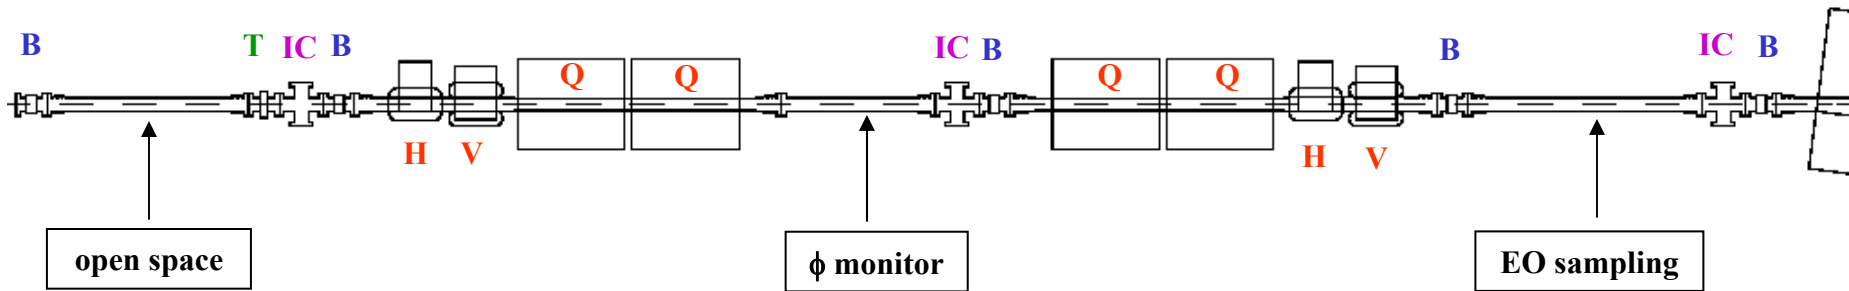 B T IC B IC B B IC B
Q Q Q Q
H V H V
open space ϕ monitor EO sampling